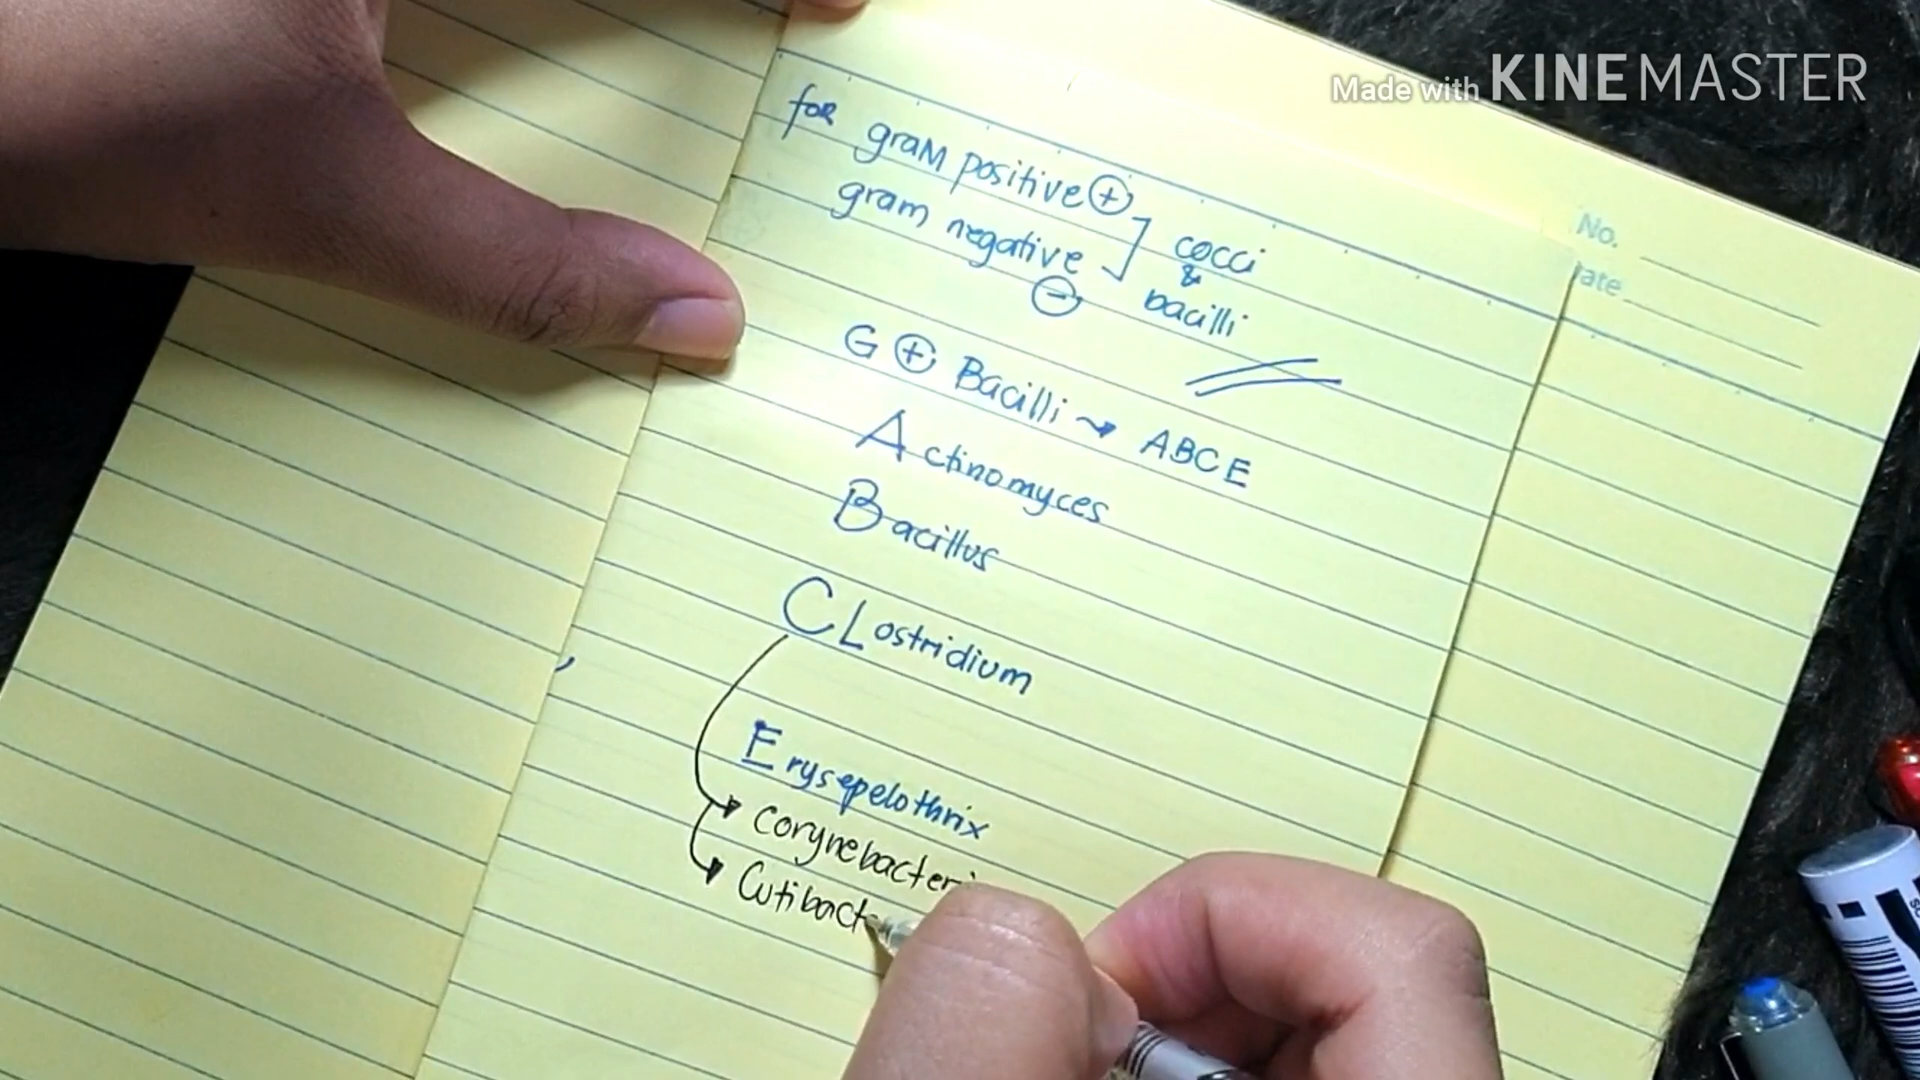 Made with KINEMASTER
No.
ate
for gram positive ⊕
gram negative ⊖
] cocci
&
bacilli
G ⊕ Bacilli → ABCE
Actinomyces
Bacillus
CLostridium
Erysepelothrix
→ Corynebacteri
→ Cutibact